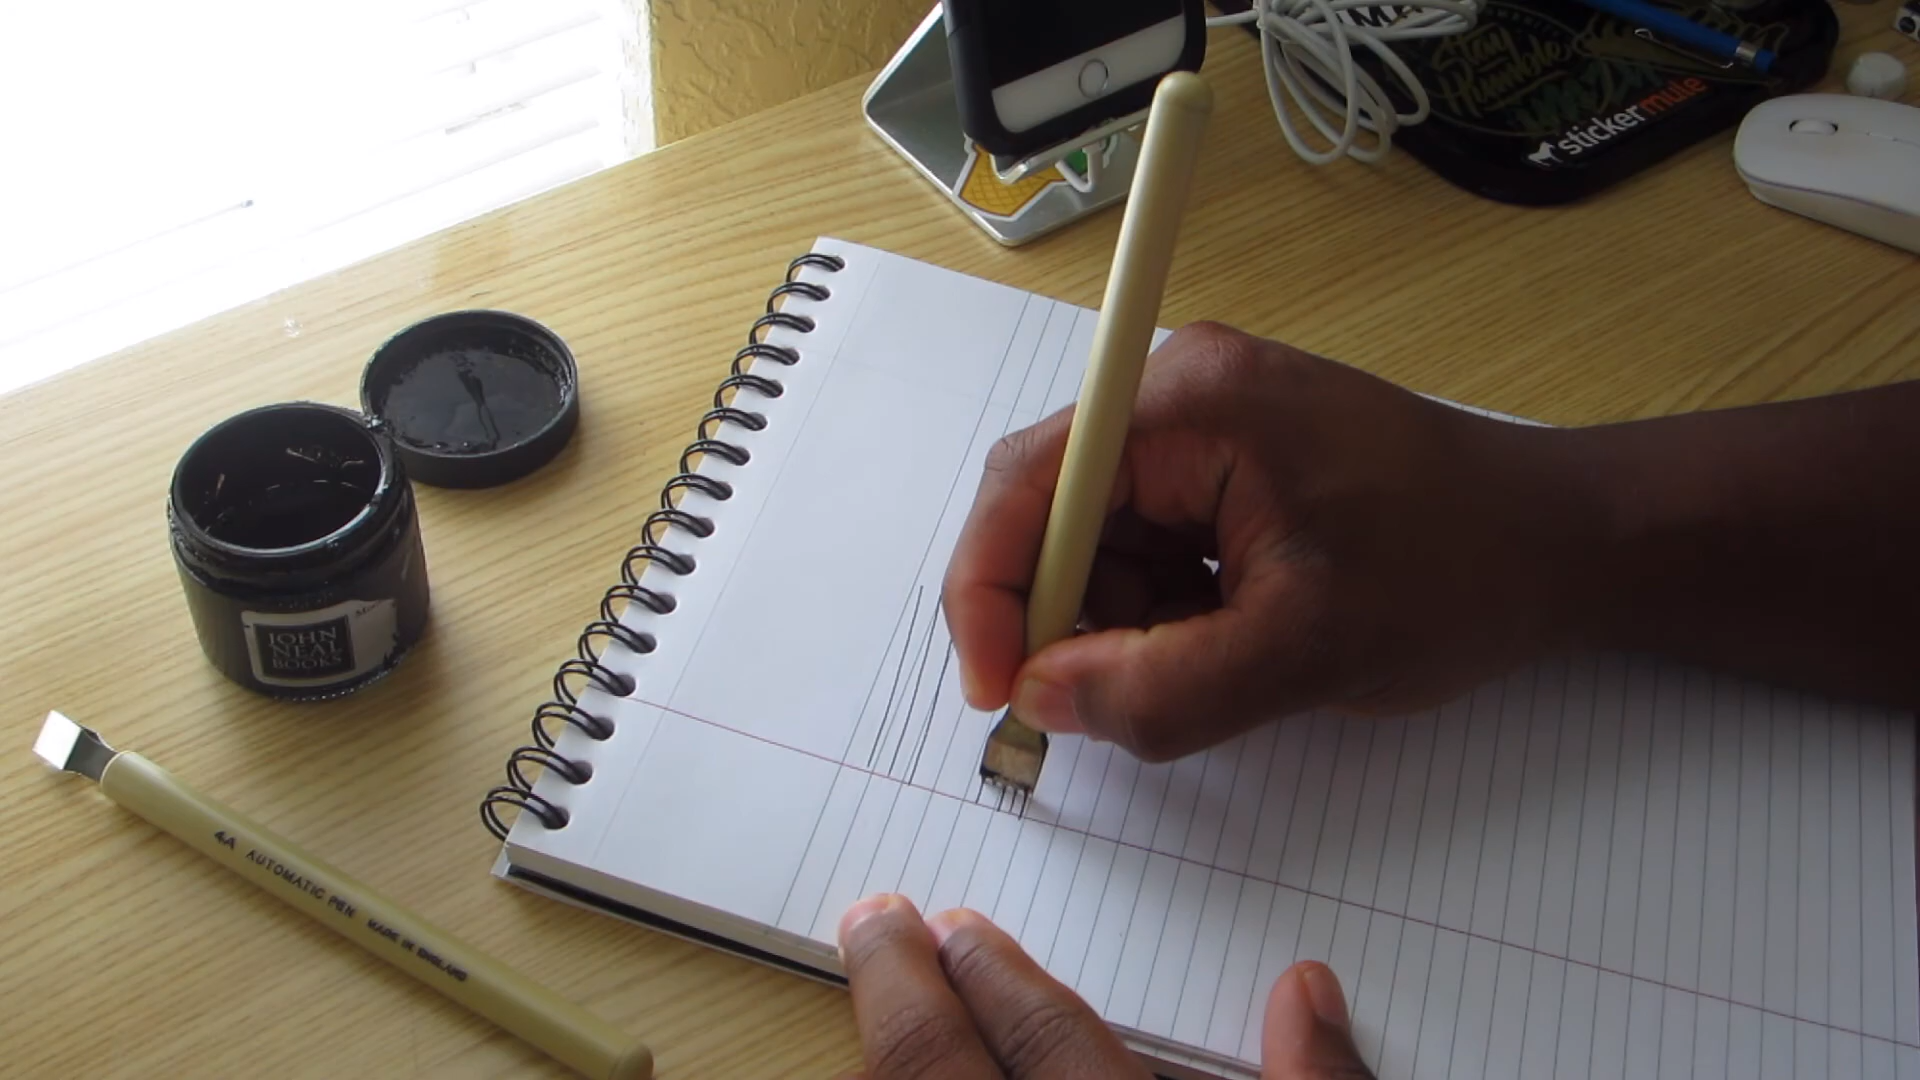 Stay
Humble
stickermule
JOHN
NEAL
BOOKS
4A AUTOMATIC PEN MADE IN ENGLAND